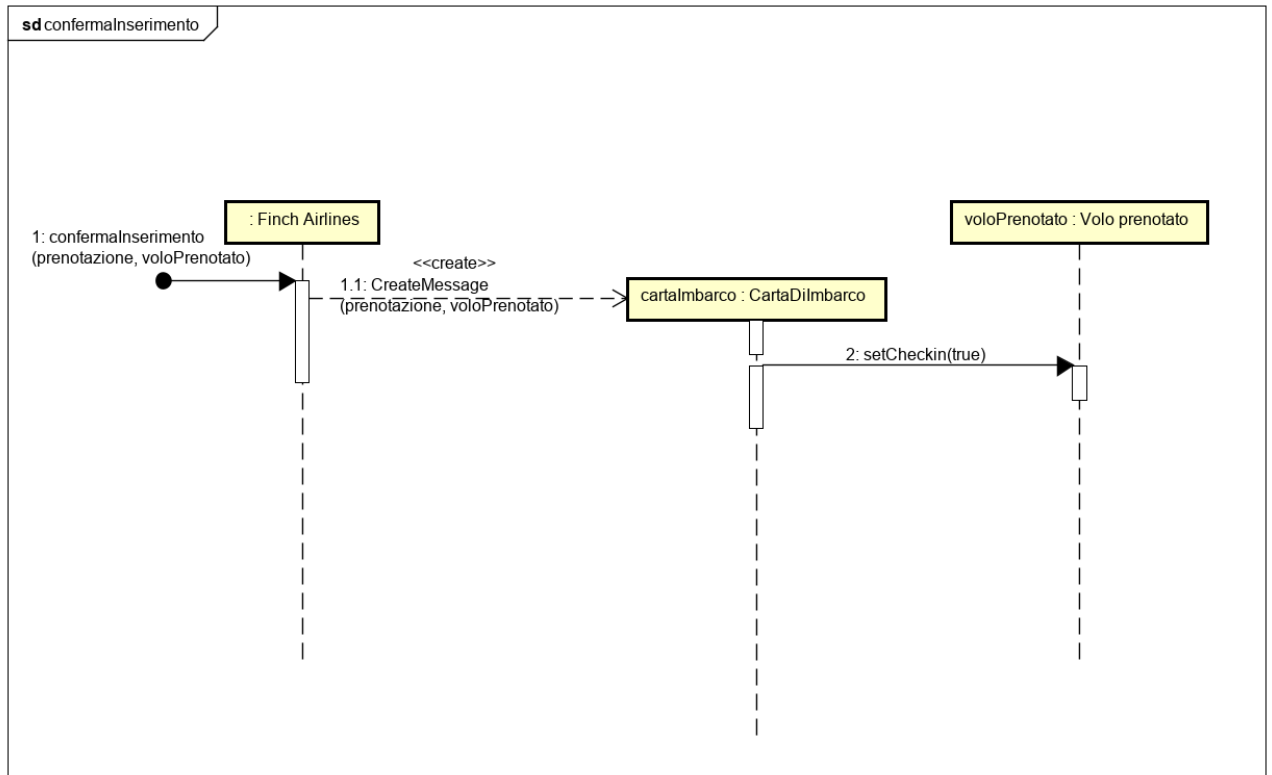 sd confermaInserimento
: Finch Airlines
voloPrenotato : Volo prenotato
1: confermaInserimento
(prenotazione, voloPrenotato)
<<create>>
1.1: CreateMessage
(prenotazione, voloPrenotato)
cartaImbarco : CartaDiImbarco
2: setCheckin(true)